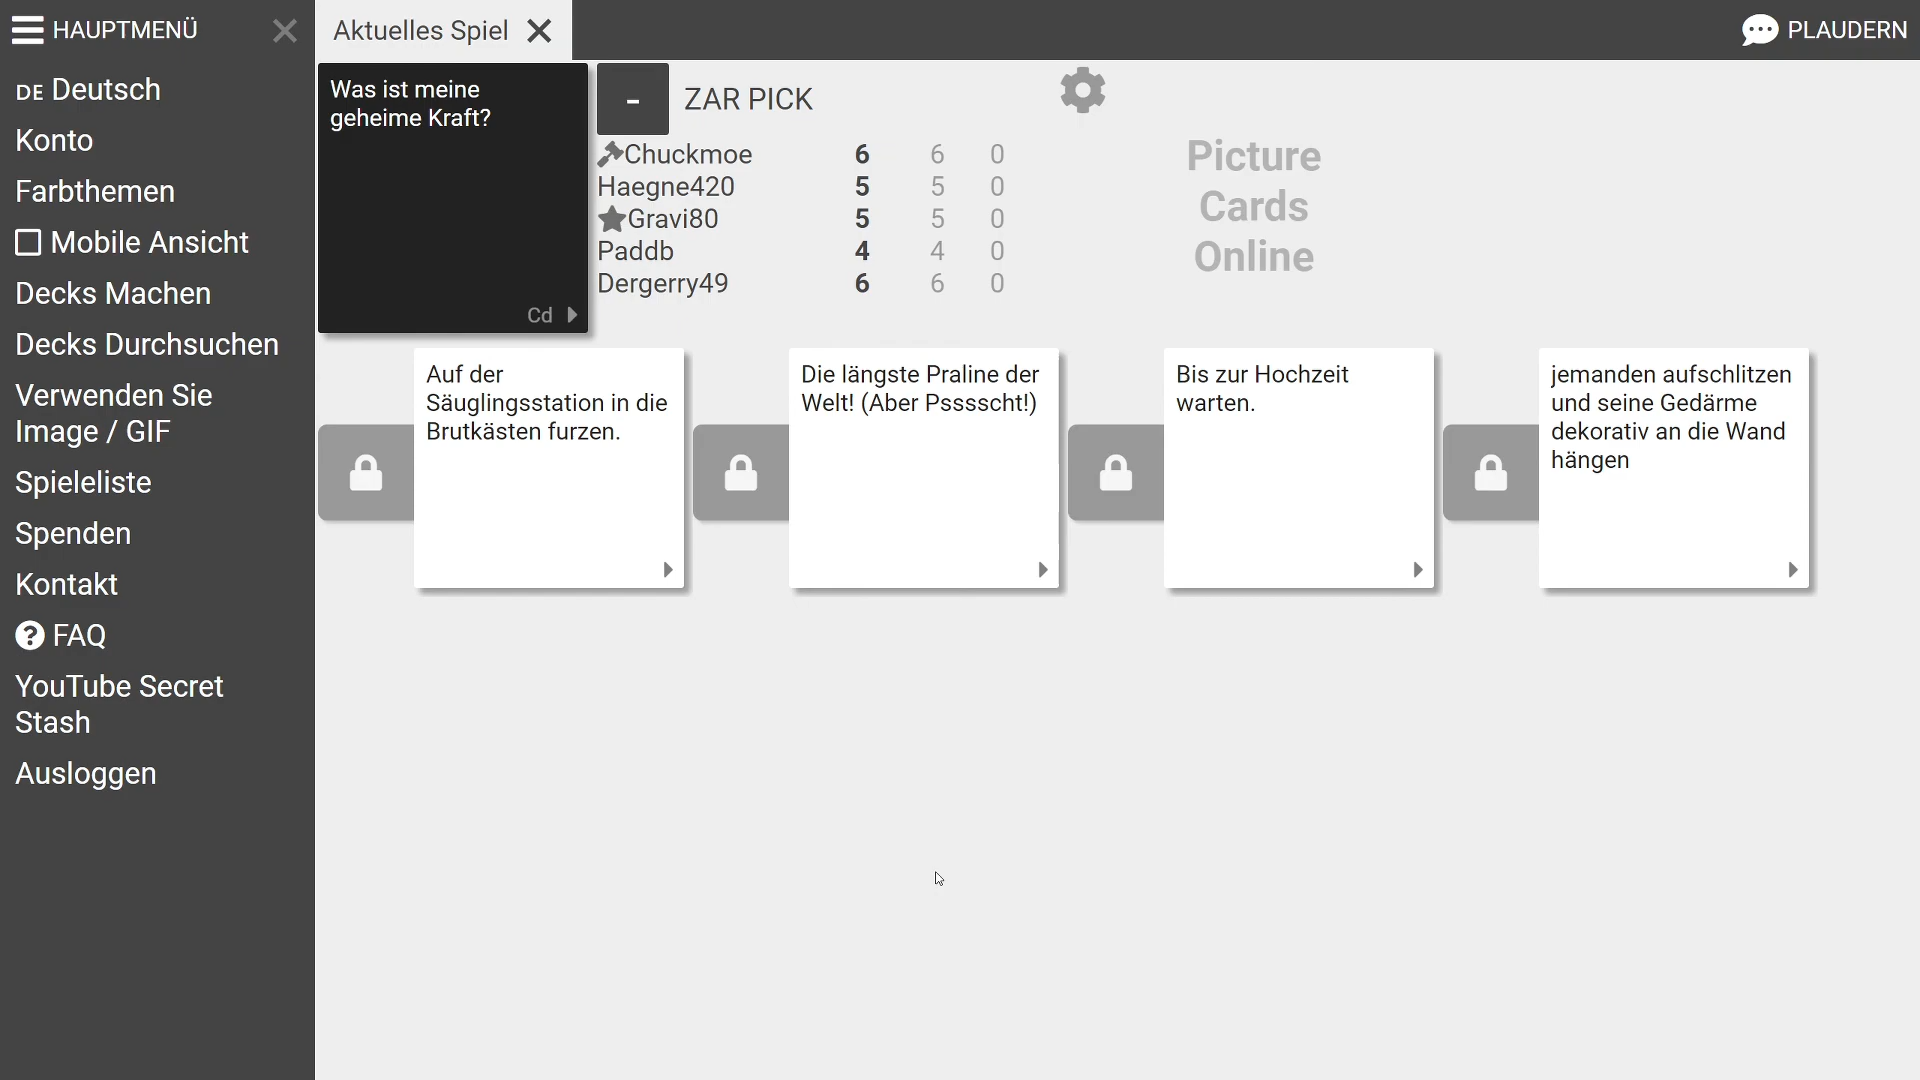 HAUPTMENÜ
DE Deutsch
Konto
Farbthemen
Mobile Ansicht
Decks Machen
Decks Durchsuchen
Verwenden Sie
Image / GIF
Spieleliste
Spenden
Kontakt
? FAQ
YouTube Secret
Stash
Ausloggen
Aktuelles Spiel
PLAUDERN
Was ist meine
geheime Kraft?
Cd
-
ZAR PICK
Chuckmoe 6 6 0
Haegne420 5 5 0
Gravi80 5 5 0
Paddb 4 4 0
Dergerry49 6 6 0
Picture
Cards
Online
Auf der
Säuglingsstation in die
Brutkästen furzen.
Die längste Praline der
Welt! (Aber Psssscht!)
Bis zur Hochzeit
warten.
jemanden aufschlitzen
und seine Gedärme
dekorativ an die Wand
hängen